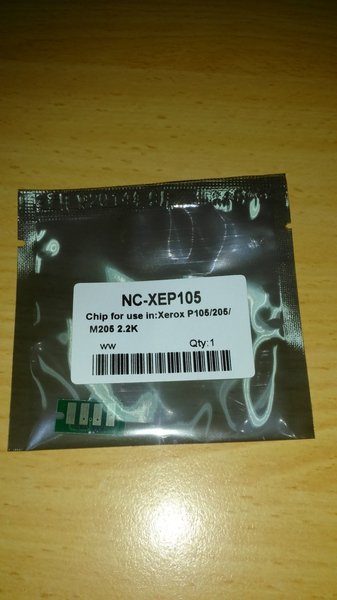 NC-XEP105
Chip for use in:Xerox P105/205/
M205 2.2K
WW Qty:1